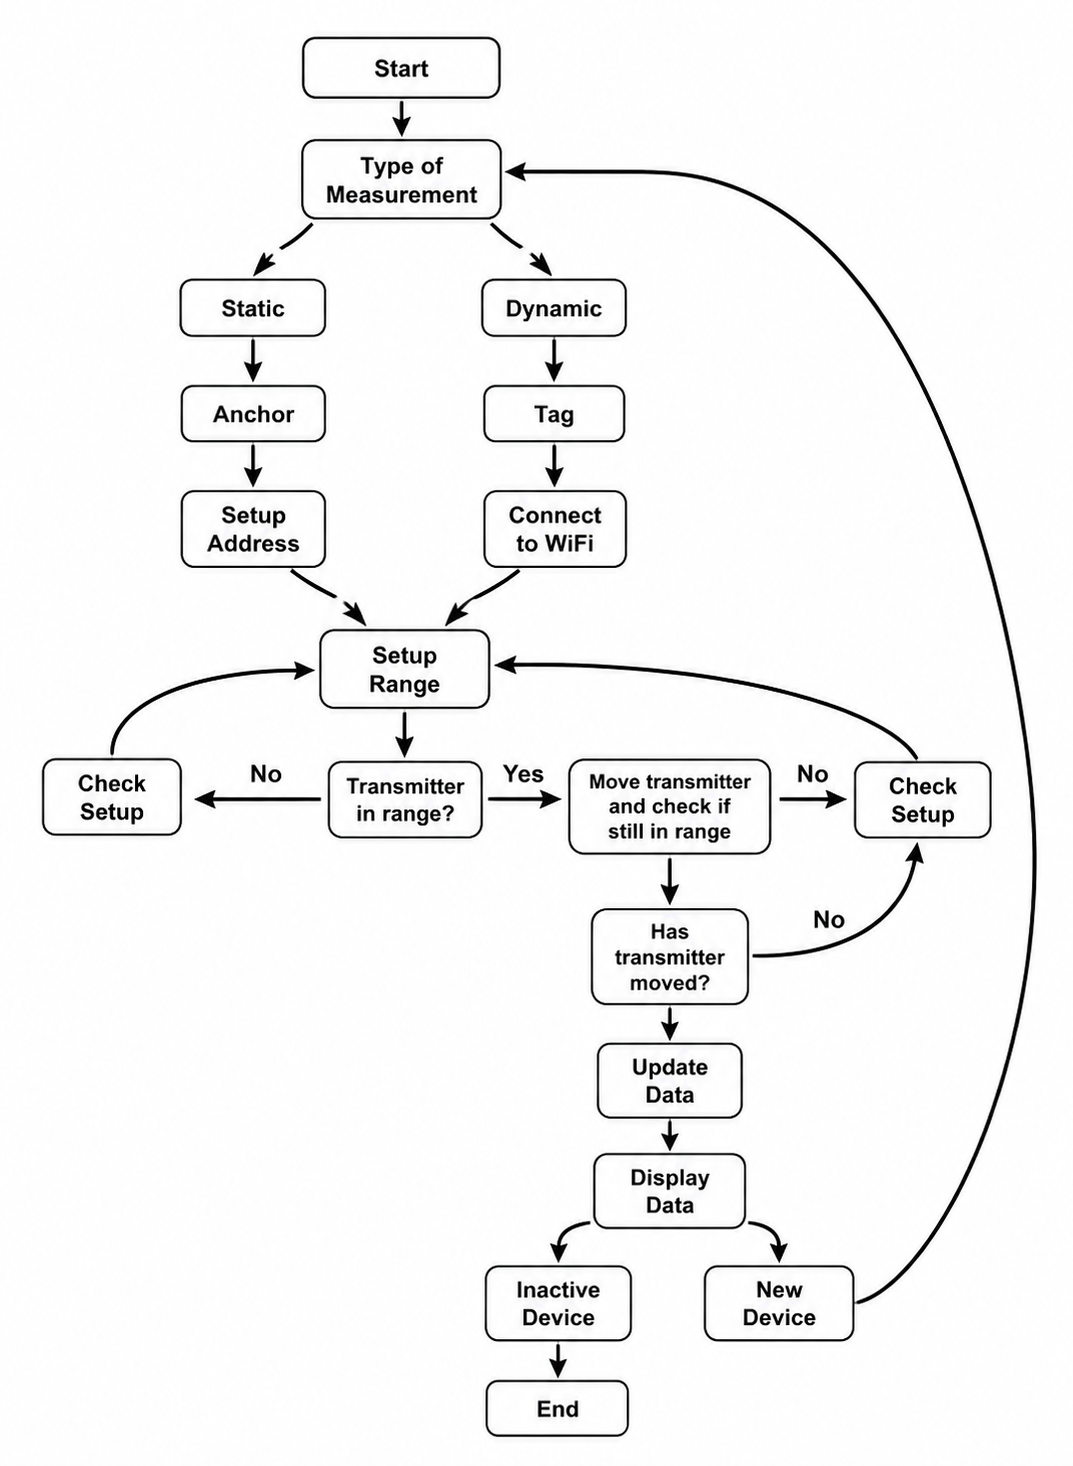 Start
Type of
Measurement
Static
Dynamic
Anchor
Tag
Setup
Address
Connect
to WiFi
Setup
Range
Check
Setup
No
Transmitter
in range?
Yes
Move transmitter
and check if
still in range
No
Check
Setup
Has
transmitter
moved?
No
Update
Data
Display
Data
Inactive
Device
New
Device
End